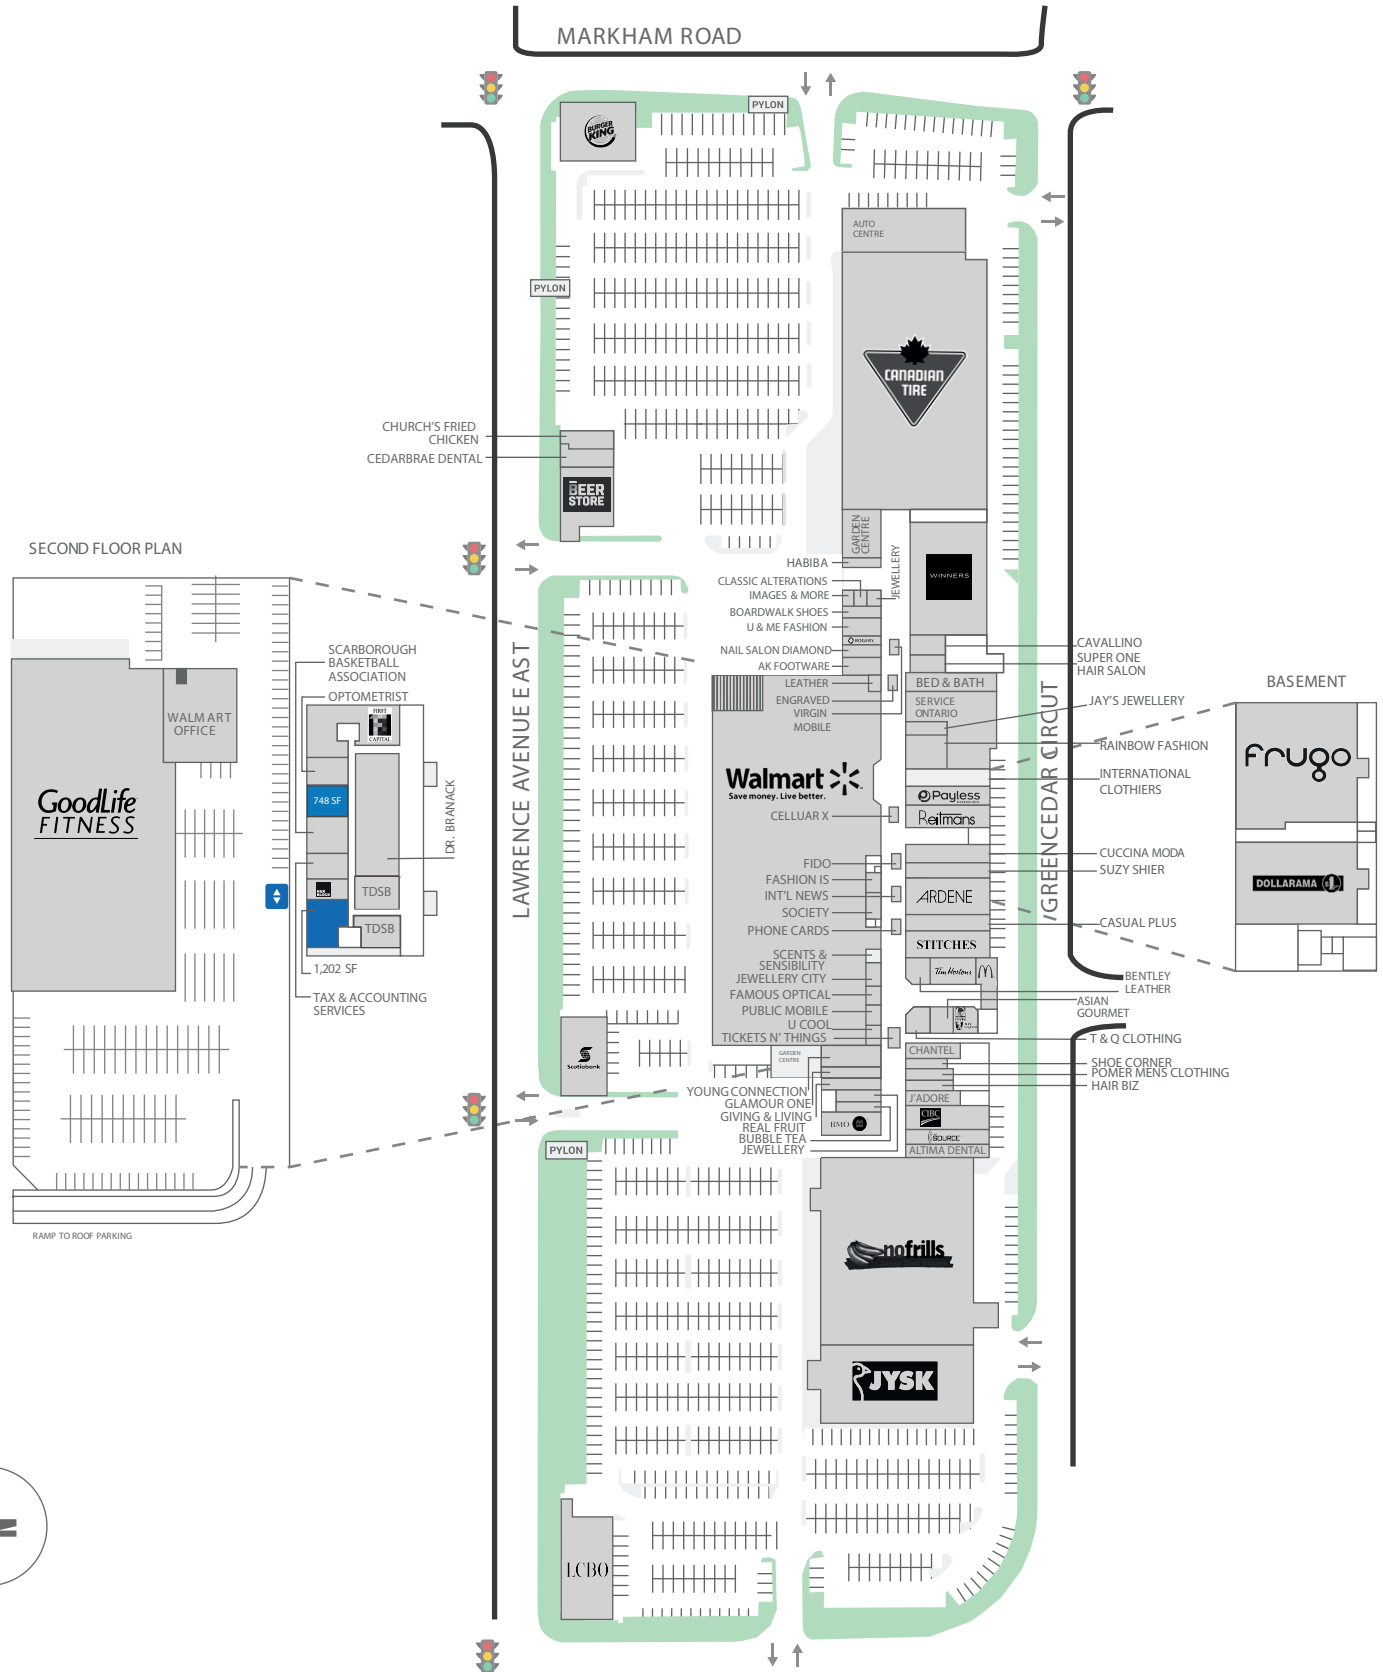 MARKHAM ROAD
PYLON
BURGER
KING
AUTO
CENTRE
PYLON
CANADIAN
TIRE
CHURCH'S FRIED
CHICKEN
CEDARBRAE DENTAL
BEER
STORE
GARDEN
CENTRE
SECOND FLOOR PLAN
HABIBA
JEWELLERY
WINNERS
CLASSIC ALTERATIONS
IMAGES & MORE
BOARDWALK SHOES
U & ME FASHION
NAIL SALON DIAMOND
AK FOOTWARE
LEATHER
ENGRAVED
VIRGIN
MOBILE
CAVALLINO
SUPER ONE
HAIR SALON
BED & BATH
SERVICE
ONTARIO
JAY'S JEWELLERY
RAINBOW FASHION
INTERNATIONAL
CLOTHIERS
Payless
Reitmans
BASEMENT
frugo
DOLLARAMA $1
SCARBOROUGH
BASKETBALL
ASSOCIATION
OPTOMETRIST
FIRST
CAPITAL
WALMART
OFFICE
GoodLife
FITNESS
748 SF
DR. BRANACK
TDSB
H&R
BLOCK
TDSB
1,202 SF
TAX & ACCOUNTING
SERVICES
LAWRENCE AVENUE EAST
GREENCEDAR CIRCUT
Walmart
Save money. Live better.
CELLUAR X
FIDO
FASHION IS
INT'L NEWS
SOCIETY
PHONE CARDS
SCENTS &
SENSIBILITY
JEWELLERY CITY
FAMOUS OPTICAL
PUBLIC MOBILE
U COOL
TICKETS N' THINGS
CUCCINA MODA
SUZY SHIER
ARDENE
CASUAL PLUS
STITCHES
Tim Hortons
BENTLEY
LEATHER
ASIAN
GOURMET
T & Q CLOTHING
CHANTEL
SHOE CORNER
POMER MENS CLOTHING
HAIR BIZ
J'ADORE
CIBC
SOURCE
ALTIMA DENTAL
Scotiabank
GARDEN
CENTRE
YOUNG CONNECTION
GLAMOUR ONE
GIVING & LIVING
REAL FRUIT
BUBBLE TEA
JEWELLERY
BMO
PYLON
RAMP TO ROOF PARKING
nofrills
JYSK
LCBO
N